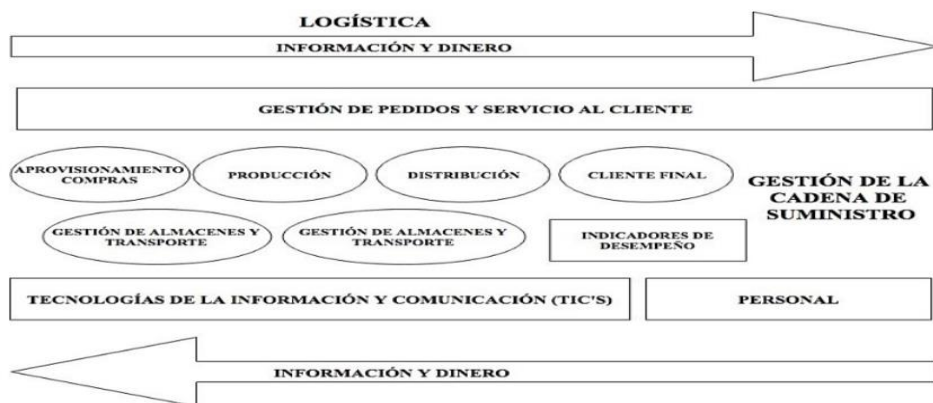 LOGÍSTICA
INFORMACIÓN Y DINERO
GESTIÓN DE PEDIDOS Y SERVICIO AL CLIENTE
APROVISIONAMIENTO
COMPRAS
PRODUCCIÓN
DISTRIBUCIÓN
CLIENTE FINAL
GESTIÓN DE LA
CADENA DE
SUMINISTRO
GESTIÓN DE ALMACENES Y
TRANSPORTE
GESTIÓN DE ALMACENES Y
TRANSPORTE
INDICADORES DE
DESEMPEÑO
TECNOLOGÍAS DE LA INFORMACIÓN Y COMUNICACIÓN (TIC'S)
PERSONAL
INFORMACIÓN Y DINERO